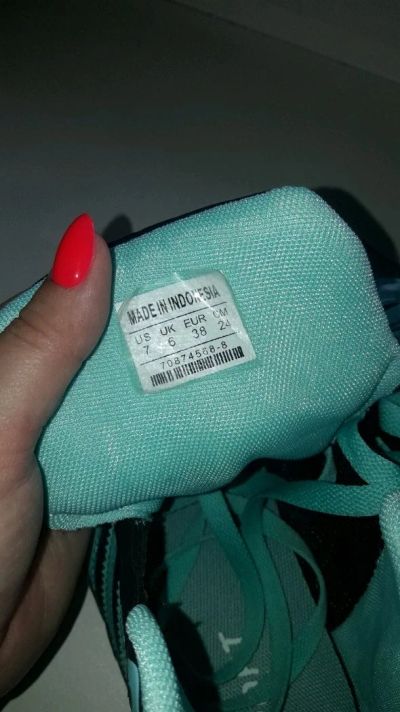 MADE IN INDONESIA
US UK EUR CM
7 6 38 24
70874568-8